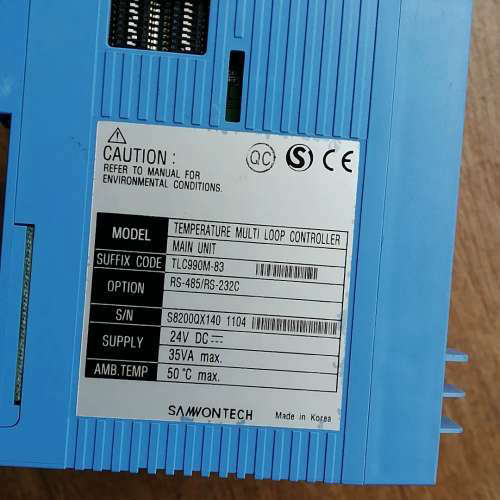 CAUTION :
REFER TO MANUAL FOR
ENVIRONMENTAL CONDITIONS.
QC S CE
MODEL TEMPERATURE MULTI LOOP CONTROLLER
MAIN UNIT
SUFFIX CODE TLC990M-83
OPTION RS-485/RS-232C
S/N S8200QX140 1104
SUPPLY 24V DC⎓
35VA max.
AMB.TEMP 50°C max.
SAMWONTECH Made in Korea